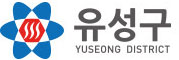 유성구
YUSEONG DISTRICT